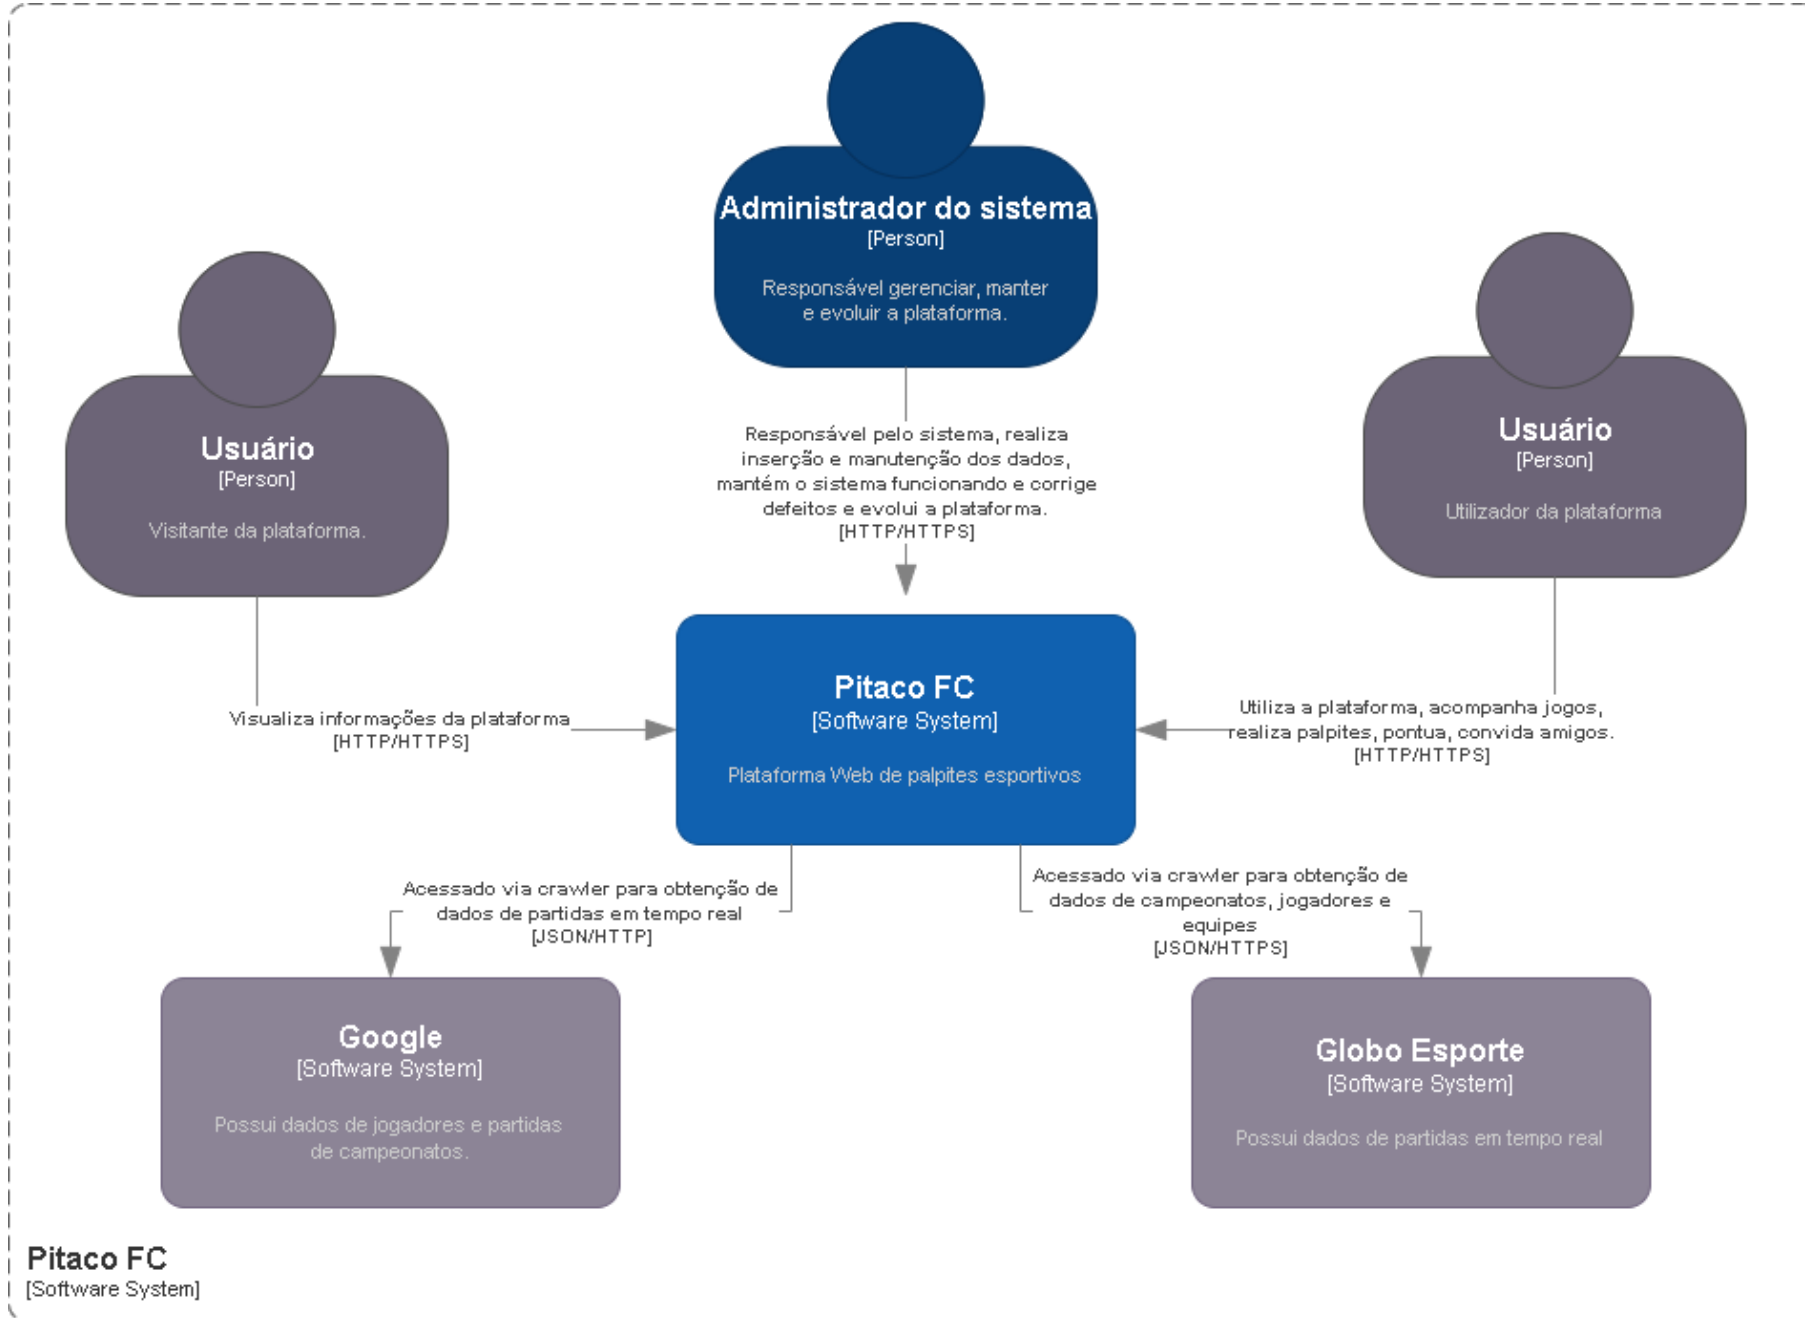 Administrador do sistema
[Person]
Responsável gerenciar, manter
e evoluir a plataforma.
Usuário
[Person]
Visitante da plataforma.
Usuário
[Person]
Utilizador da plataforma
Responsável pelo sistema, realiza
inserção e manutenção dos dados,
mantém o sistema funcionando e corrige
defeitos e evolui a plataforma.
[HTTP/HTTPS]
Visualiza informações da plataforma
[HTTP/HTTPS]
Pitaco FC
[Software System]
Plataforma Web de palpites esportivos
Utiliza a plataforma, acompanha jogos,
realiza palpites, pontua, convida amigos.
[HTTP/HTTPS]
Acessado via crawler para obtenção de
dados de partidas em tempo real
[JSON/HTTP]
Acessado via crawler para obtenção de
dados de campeonatos, jogadores e
equipes
[JSON/HTTPS]
Google
[Software System]
Possui dados de jogadores e partidas
de campeonatos.
Globo Esporte
[Software System]
Possui dados de partidas em tempo real
Pitaco FC
[Software System]